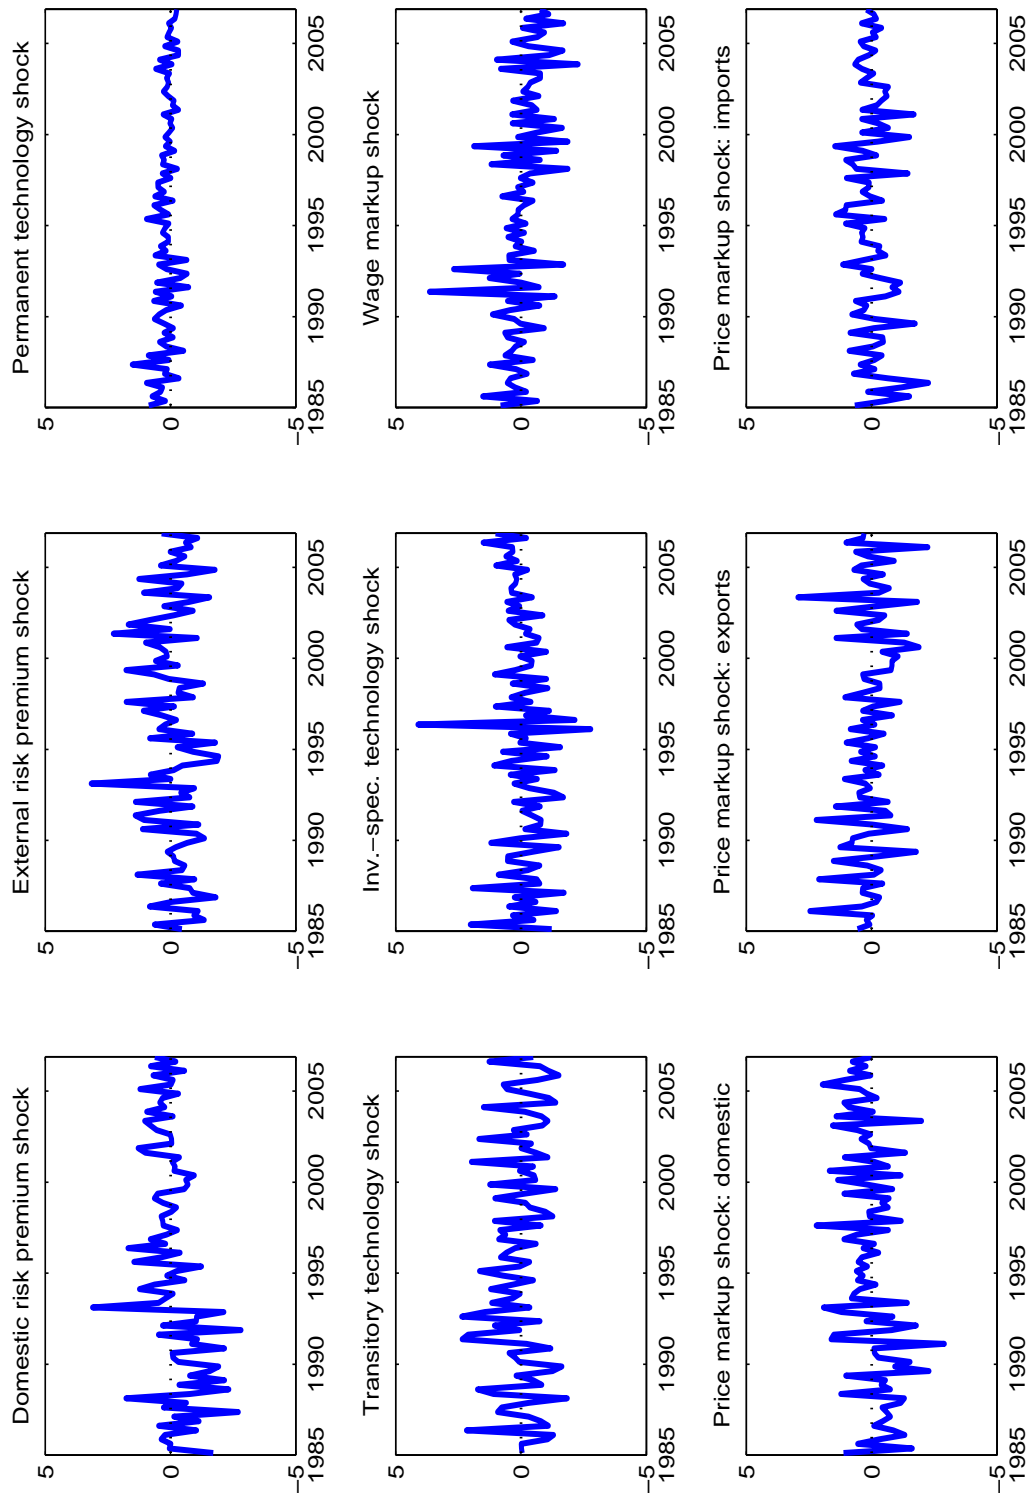 Domestic risk premium shock
5
0
−5
1985 1990 1995 2000 2005
External risk premium shock
5
0
−5
1985 1990 1995 2000 2005
Permanent technology shock
5
0
−5
1985 1990 1995 2000 2005
Transitory technology shock
5
0
−5
1985 1990 1995 2000 2005
Inv.−spec. technology shock
5
0
−5
1985 1990 1995 2000 2005
Wage markup shock
5
0
−5
1985 1990 1995 2000 2005
Price markup shock: domestic
5
0
−5
1985 1990 1995 2000 2005
Price markup shock: exports
5
0
−5
1985 1990 1995 2000 2005
Price markup shock: imports
5
0
−5
1985 1990 1995 2000 2005